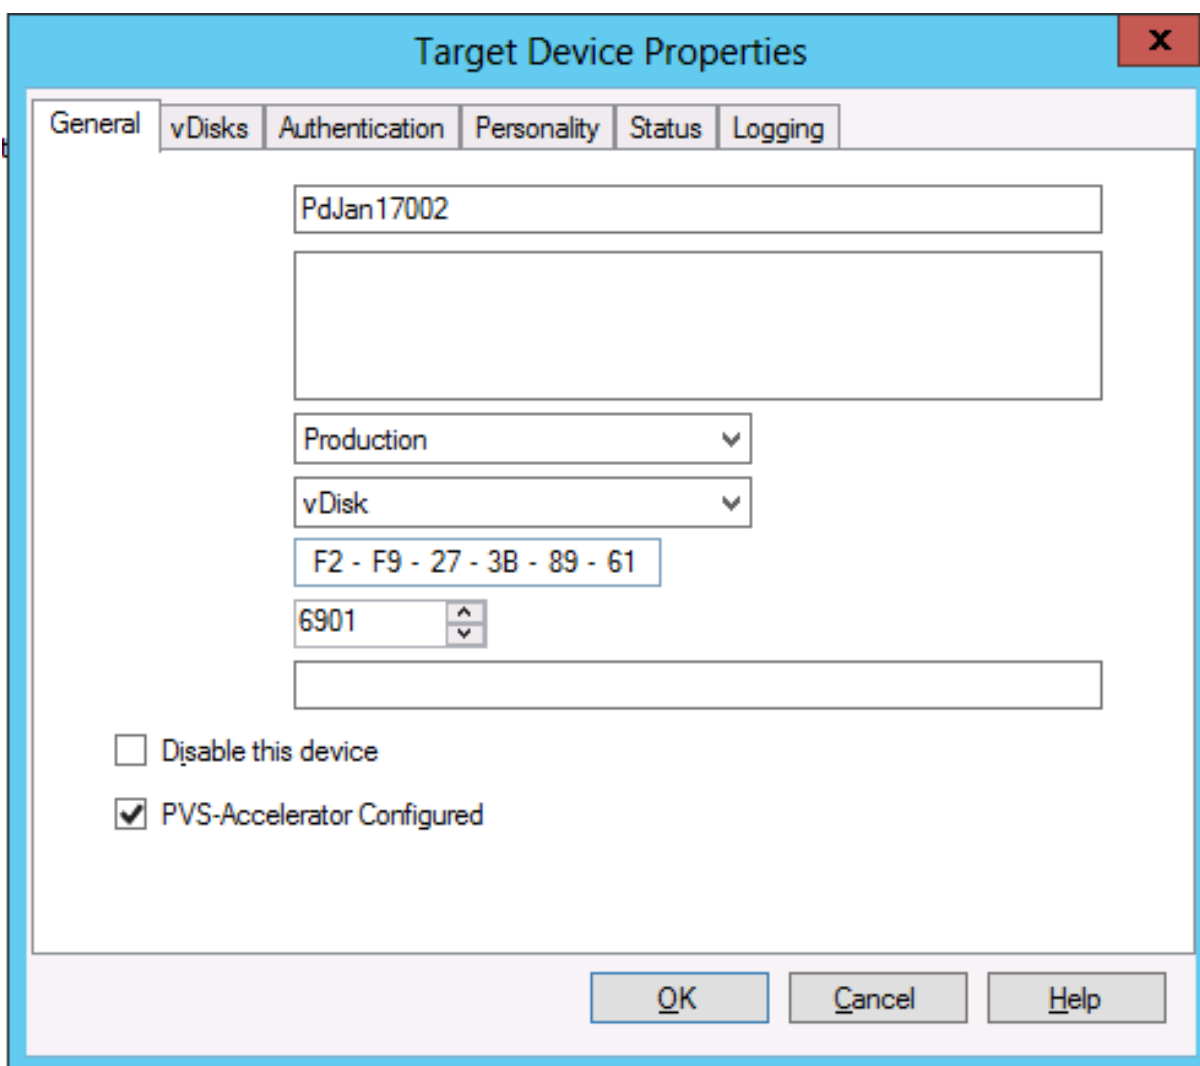 Target Device Properties
x
General vDisks Authentication Personality Status Logging
PdJan17002
Production
vDisk
F2 - F9 - 27 - 3B - 89 - 61
6901
Disable this device
PVS-Accelerator Configured
OK Cancel Help